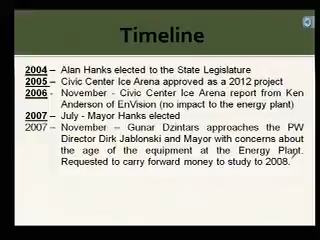 Timeline
2004 – Alan Hanks elected to the State Legislature
2005 – Civic Center Ice Arena approved as a 2012 project
2006 - November - Civic Center Ice Arena report from Ken
Anderson of EnVision (no impact to the energy plant)
2007 – July - Mayor Hanks elected
2007 – November – Gunar Dzintars approaches the PW
Director Dirk Jablonski and Mayor with concerns about
the age of the equipment at the Energy Plant.
Requested to carry forward money to study to 2008.